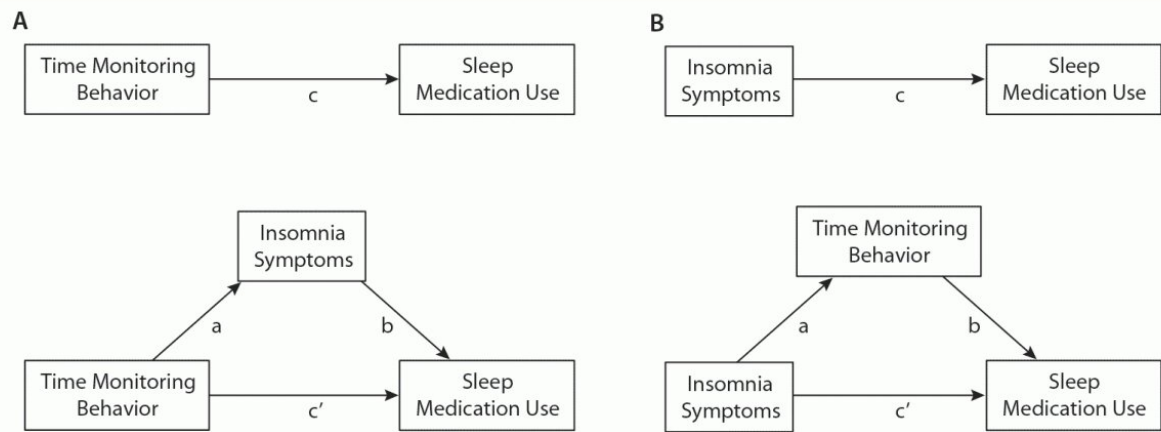 A
Time Monitoring
Behavior
c
Sleep
Medication Use
Insomnia
Symptoms
a
b
Time Monitoring
Behavior
c'
Sleep
Medication Use
B
Insomnia
Symptoms
c
Sleep
Medication Use
Time Monitoring
Behavior
a
b
Insomnia
Symptoms
c'
Sleep
Medication Use